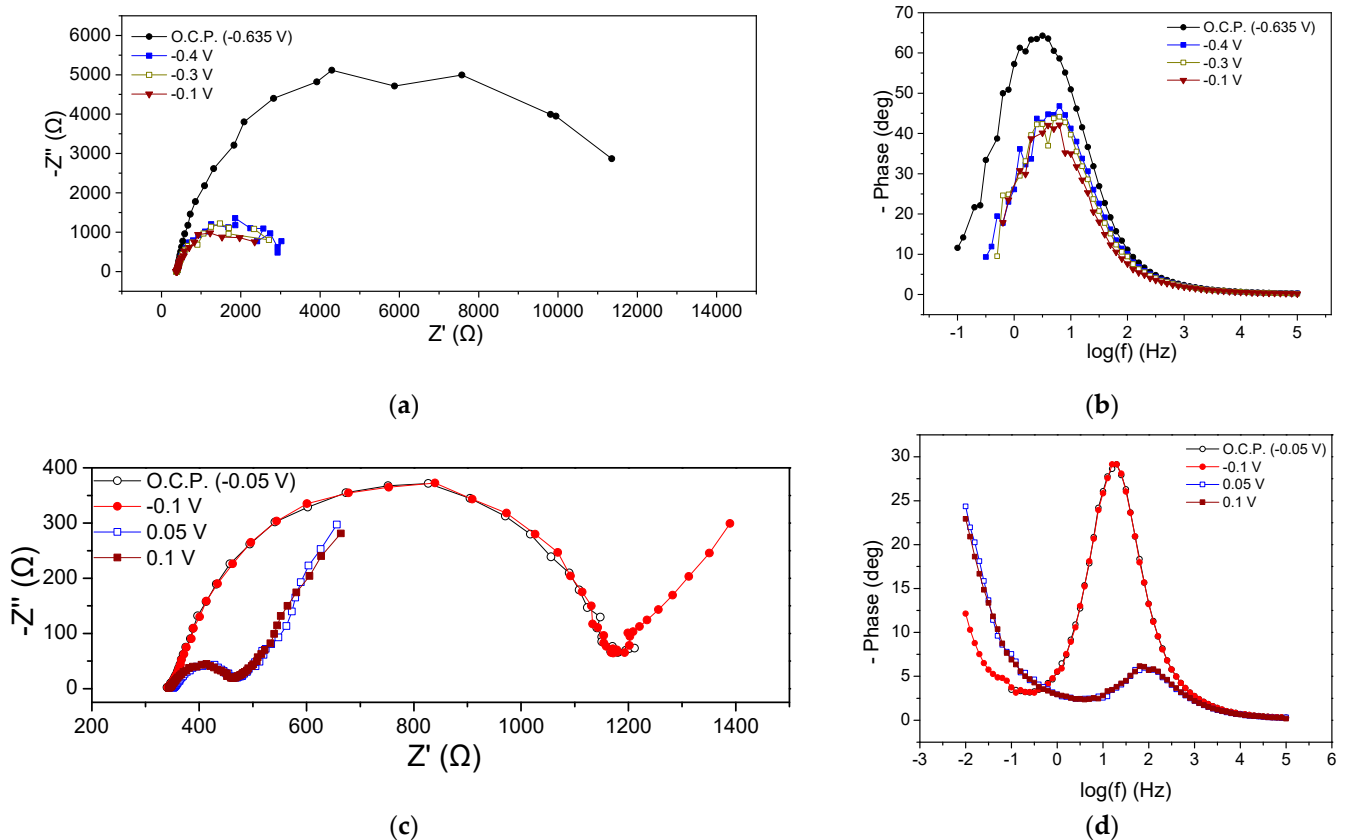 6000
5000
4000
3000
2000
1000
0
-Z" (Ω)
O.C.P. (-0.635 V)
-0.4 V
-0.3 V
-0.1 V
0 2000 4000 6000 8000 10000 12000 14000
Z' (Ω)
(a)
70
60
50
40
30
20
10
0
- Phase (deg)
O.C.P. (-0.635 V)
-0.4 V
-0.3 V
-0.1 V
-1 0 1 2 3 4 5
log(f) (Hz)
(b)
400
300
200
100
0
-Z" (Ω)
O.C.P. (-0.05 V)
-0.1 V
0.05 V
0.1 V
200 400 600 800 1000 1200 1400
Z' (Ω)
(c)
30
25
20
15
10
5
0
- Phase (deg)
O.C.P. (-0.05 V)
-0.1 V
0.05 V
0.1 V
-3 -2 -1 0 1 2 3 4 5 6
log(f) (Hz)
(d)